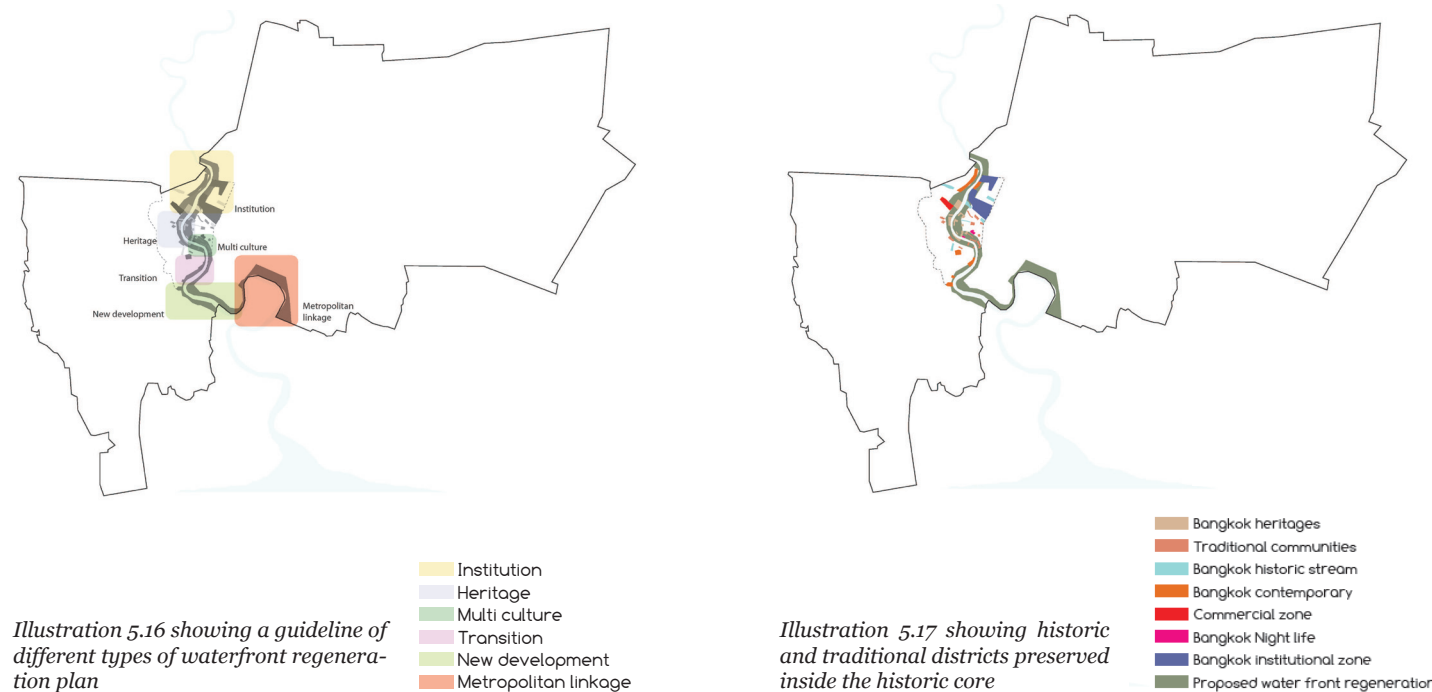 Institution
Heritage
Multi culture
Transition
New development
Metropolitan
linkage
Institution
Heritage
Multi culture
Transition
New development
Metropolitan linkage
Illustration 5.16 showing a guideline of
different types of waterfront regenera-
tion plan
Bangkok heritages
Traditional communities
Bangkok historic stream
Bangkok contemporary
Commercial zone
Bangkok Night life
Bangkok institutional zone
Proposed water front regeneration
Illustration 5.17 showing historic
and traditional districts preserved
inside the historic core